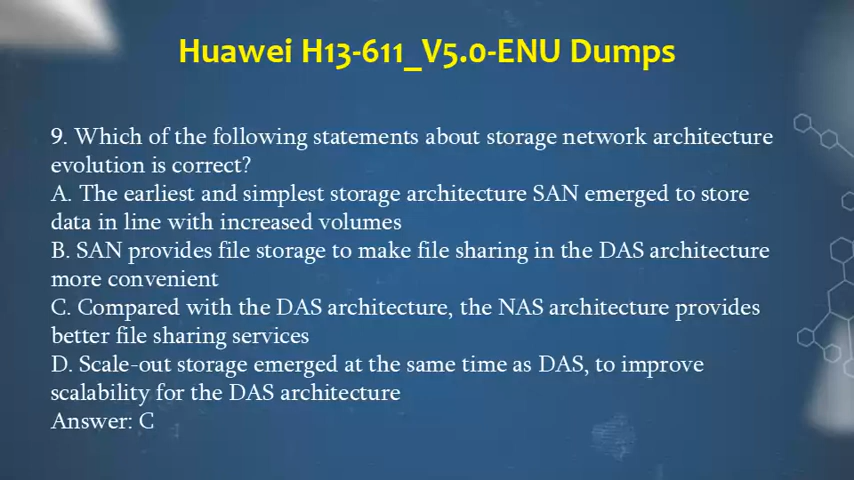 Huawei H13-611_V5.0-ENU Dumps
9. Which of the following statements about storage network architecture
evolution is correct?
A. The earliest and simplest storage architecture SAN emerged to store
data in line with increased volumes
B. SAN provides file storage to make file sharing in the DAS architecture
more convenient
C. Compared with the DAS architecture, the NAS architecture provides
better file sharing services
D. Scale-out storage emerged at the same time as DAS, to improve
scalability for the DAS architecture
Answer: C